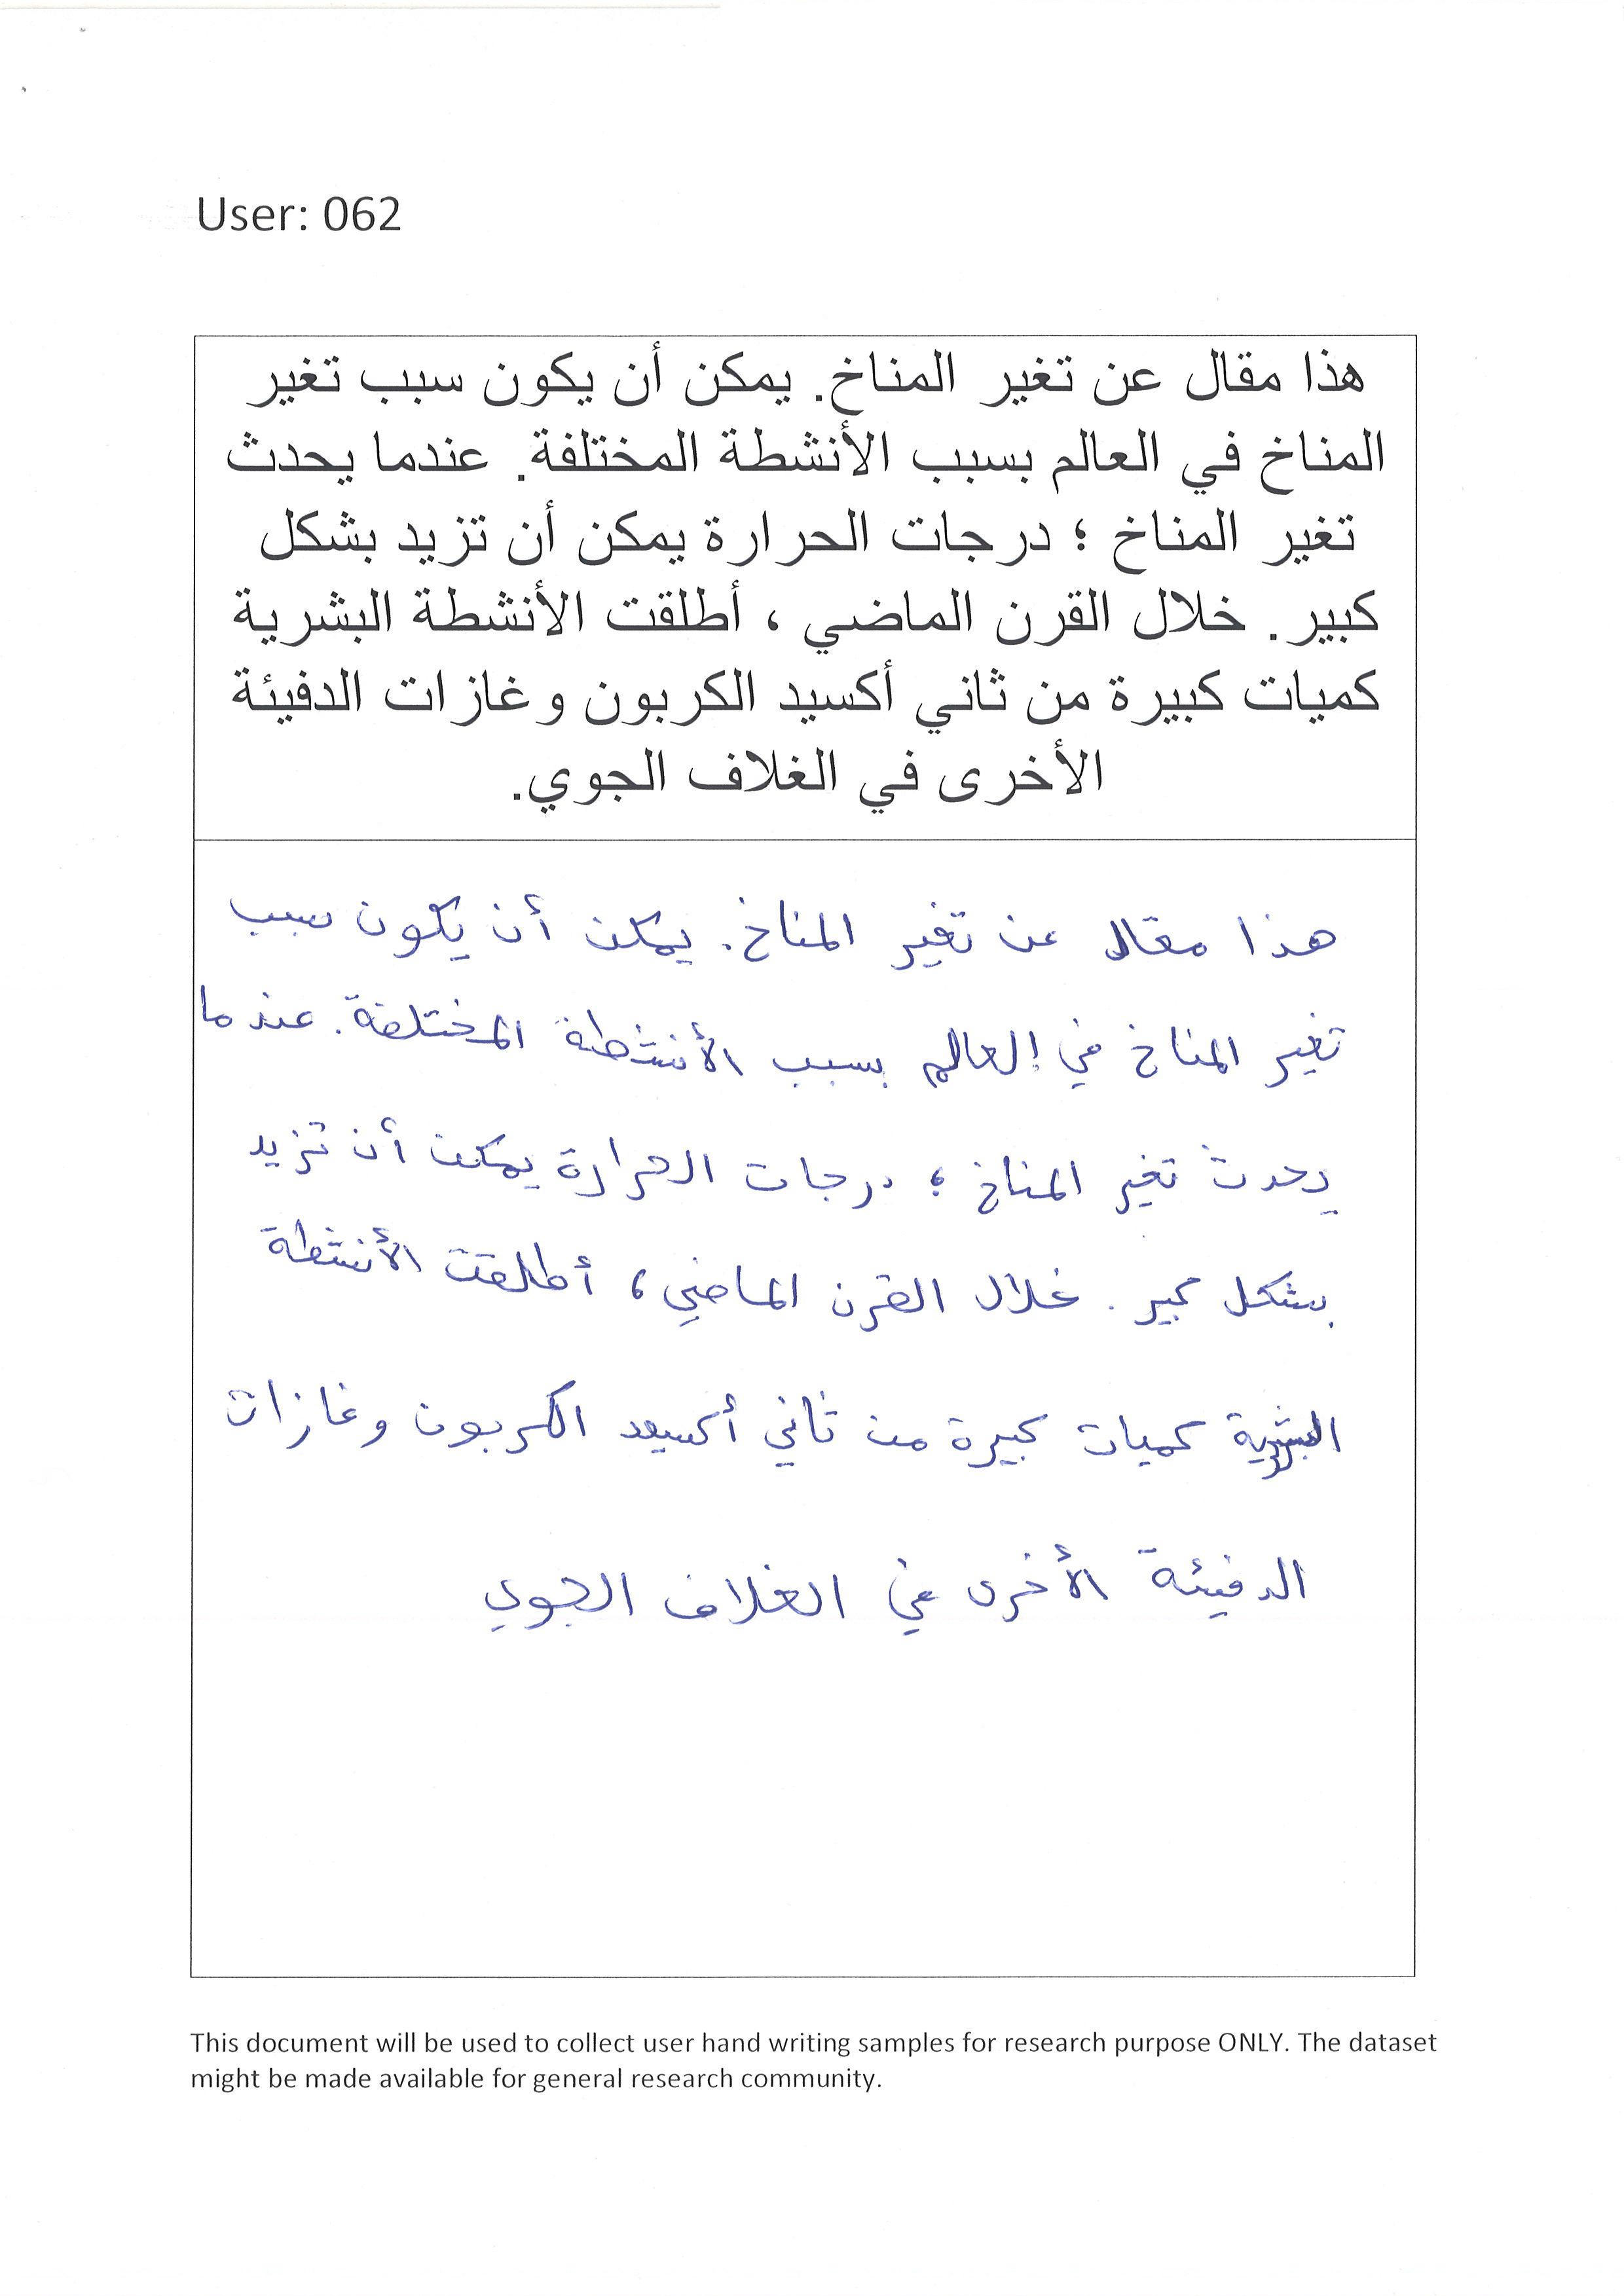 User: 062
هذا مقال عن تغير المناخ. يمكن أن يكون سبب تغير
المناخ في العالم بسبب الأنشطة المختلفة. عندما يحدث
تغير المناخ ؛ درجات الحرارة يمكن أن تزيد بشكل
كبير. خلال القرن الماضي ، أطلقت الأنشطة البشرية
كميات كبيرة من ثاني أكسيد الكربون وغازات الدفيئة
الأخرى في الغلاف الجوي.
هذا مقال عن تغير المناخ. يمكن أن يكون سبب
تغير المناخ في العالم بسبب الأنشطة المختلفة. عندما
يحدث تغير المناخ ؛ درجات الحرارة يمكن أن تزيد
بشكل كبير. خلال القرن الماضي ، أطلقت الأنشطة
البشرية كميات كبيرة من ثاني أكسيد الكربون وغازات
الدفيئة الأخرى في الغلاف الجوي
This document will be used to collect user hand writing samples for research purpose ONLY. The dataset
might be made available for general research community.